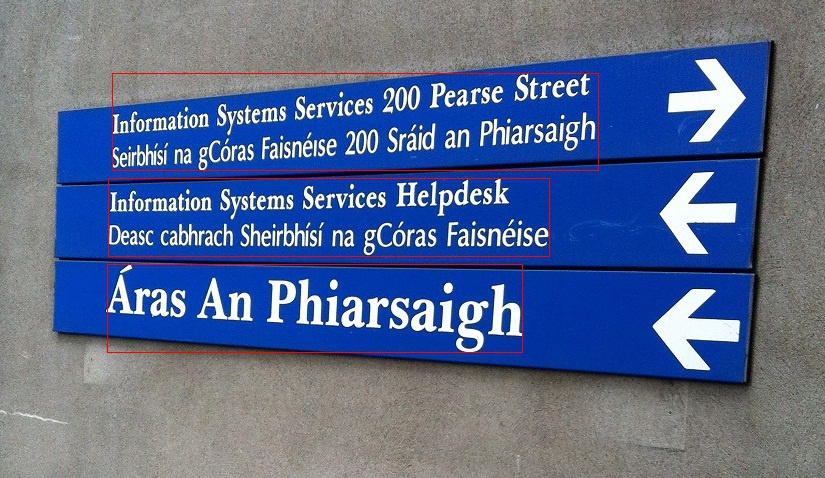 Information Systems Services 200 Pearse Street
Seirbhísí na gCóras Faisnéise 200 Sráid an Phiarsaigh
Information Systems Services Helpdesk
Deasc cabhrach Sheirbhísí na gCóras Faisnéise
Áras An Phiarsaigh